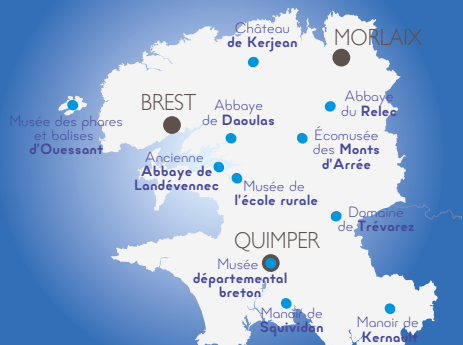 Château
de Kerjean
MORLAIX
BREST
Abbaye
de Daoulas
Abbaye
du Relec
Musée des phares
et balises
d'Ouessant
Écomusée
des Monts
d'Arrée
Ancienne
Abbaye de
Landévennec
Musée de
l'école rurale
Domaine
de Trévarez
QUIMPER
Musée
départemental
breton
Manoir de
Squividan
Manoir de
Kernault